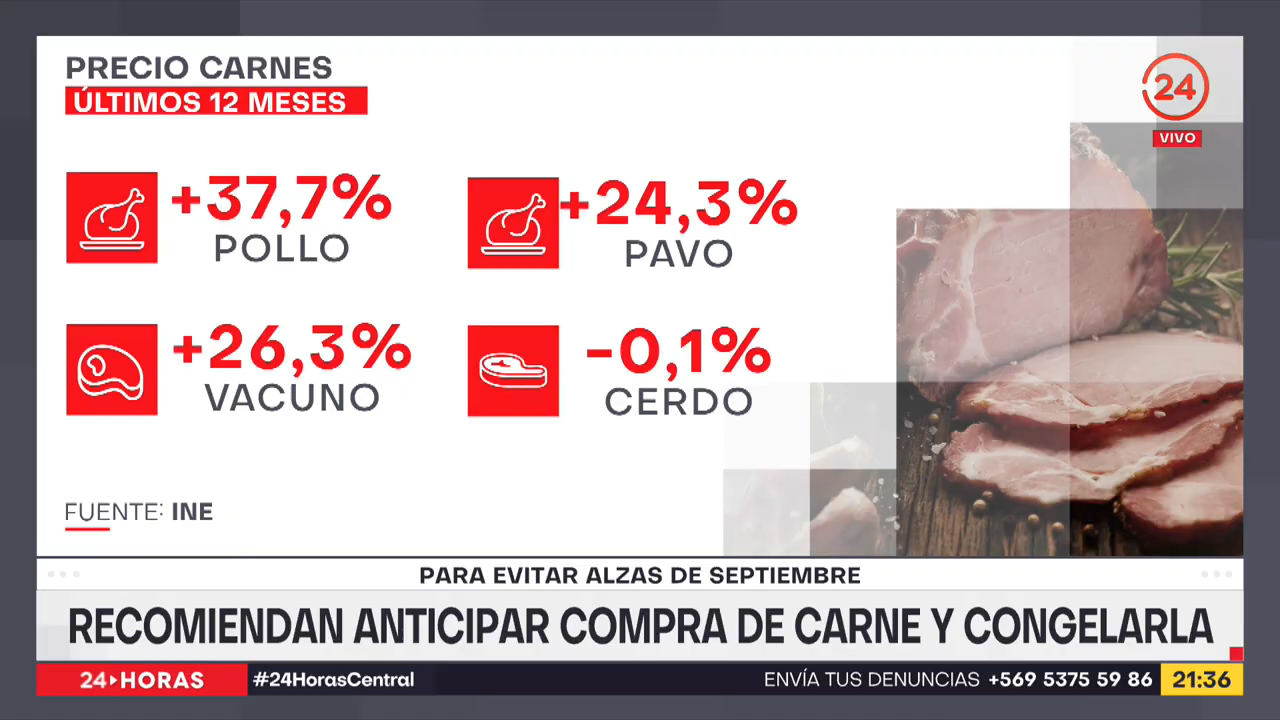 PRECIO CARNES
ÚLTIMOS 12 MESES
24
VIVO
+37,7%
POLLO
+24,3%
PAVO
+26,3%
VACUNO
-0,1%
CERDO
FUENTE: INE
PARA EVITAR ALZAS DE SEPTIEMBRE
RECOMIENDAN ANTICIPAR COMPRA DE CARNE Y CONGELARLA
24 HORAS #24HorasCentral ENVÍA TUS DENUNCIAS +569 5375 59 86 21:36